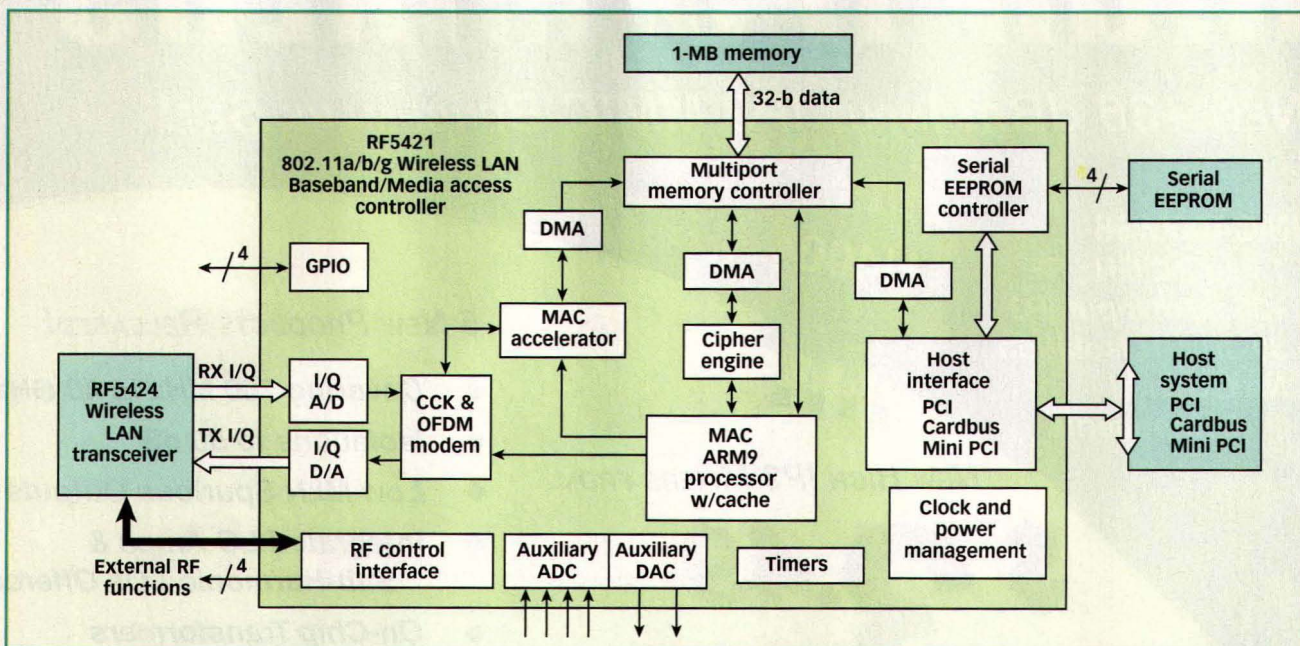 1-MB memory
32-b data
RF5421
802.11a/b/g Wireless LAN
Baseband/Media access
controller
Multiport
memory controller
Serial
EEPROM
controller
4
Serial
EEPROM
DMA
DMA
DMA
4
GPIO
MAC
accelerator
Cipher
engine
RF5424
Wireless
LAN
transceiver
RX I/Q
TX I/Q
I/Q
A/D
I/Q
D/A
CCK &
OFDM
modem
MAC
ARM9
processor
w/cache
Host
interface
PCI
Cardbus
Mini PCI
Host
system
PCI
Cardbus
Mini PCI
Clock and
power
management
External RF
functions
4
RF control
interface
Auxiliary
ADC
Auxiliary
DAC
Timers